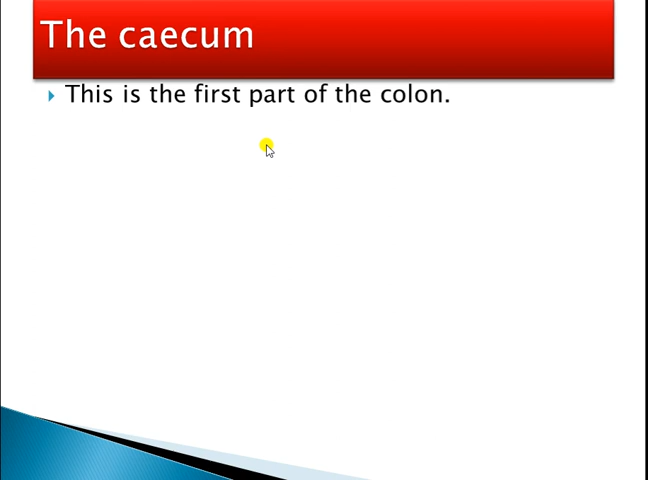 The caecum
This is the first part of the colon.